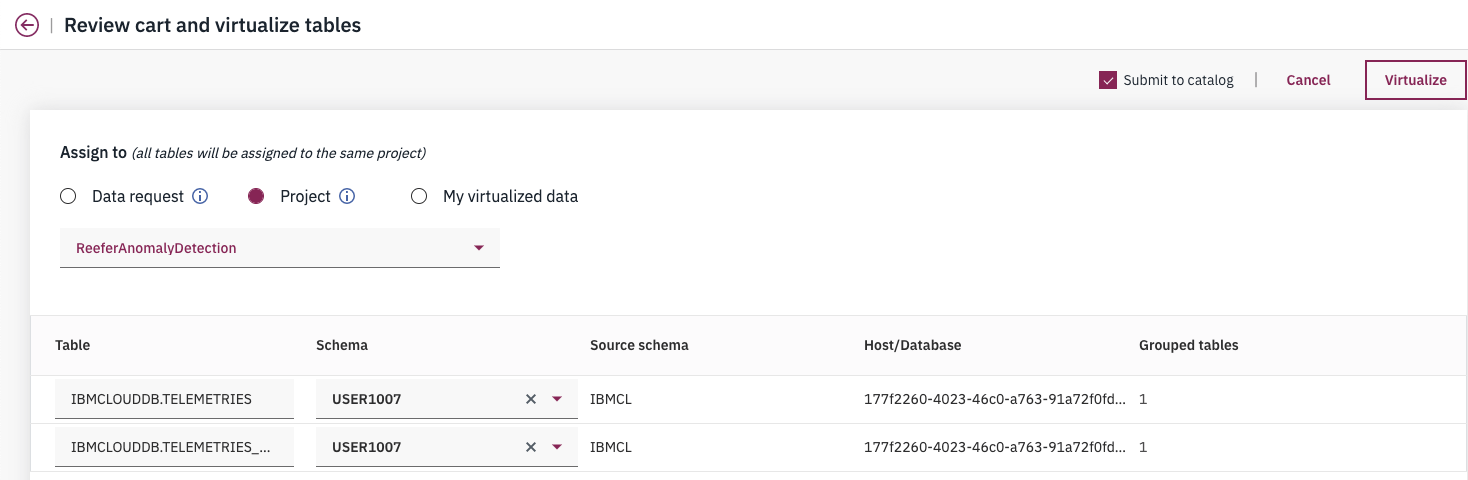 Review cart and virtualize tables
Submit to catalog | Cancel Virtualize
Assign to (all tables will be assigned to the same project)
Data request Project My virtualized data
ReeferAnomalyDetection
Table Schema Source schema Host/Database Grouped tables
IBMCLOUDDB.TELEMETRIES USER1007 IBMCL 177f2260-4023-46c0-a763-91a72f0fd... 1
IBMCLOUDDB.TELEMETRIES_... USER1007 IBMCL 177f2260-4023-46c0-a763-91a72f0fd... 1